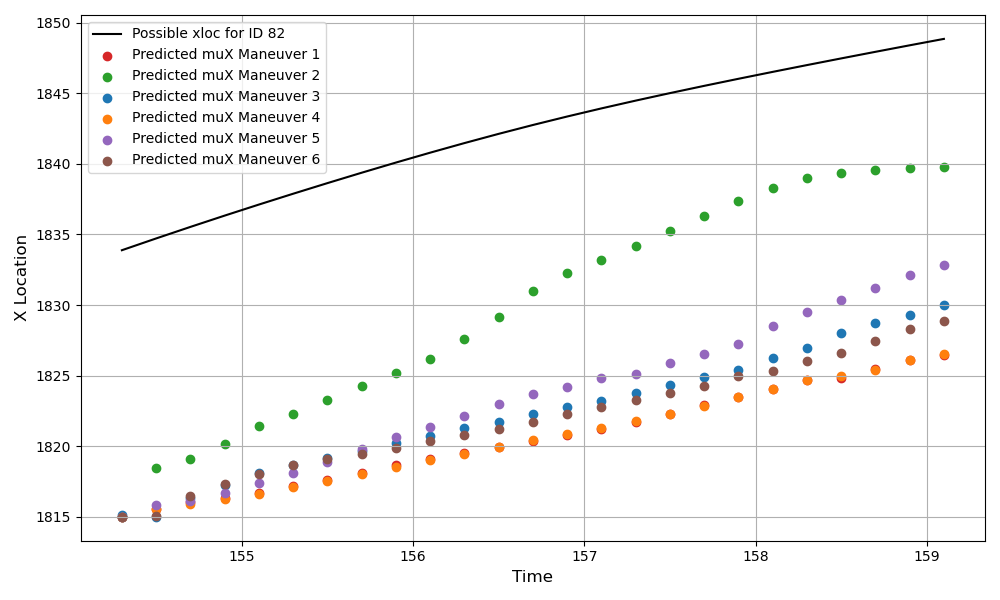 1850
1845
1840
1835
1830
1825
1820
1815
X Location
Possible xloc for ID 82
Predicted muX Maneuver 1
Predicted muX Maneuver 2
Predicted muX Maneuver 3
Predicted muX Maneuver 4
Predicted muX Maneuver 5
Predicted muX Maneuver 6
155 156 157 158 159
Time